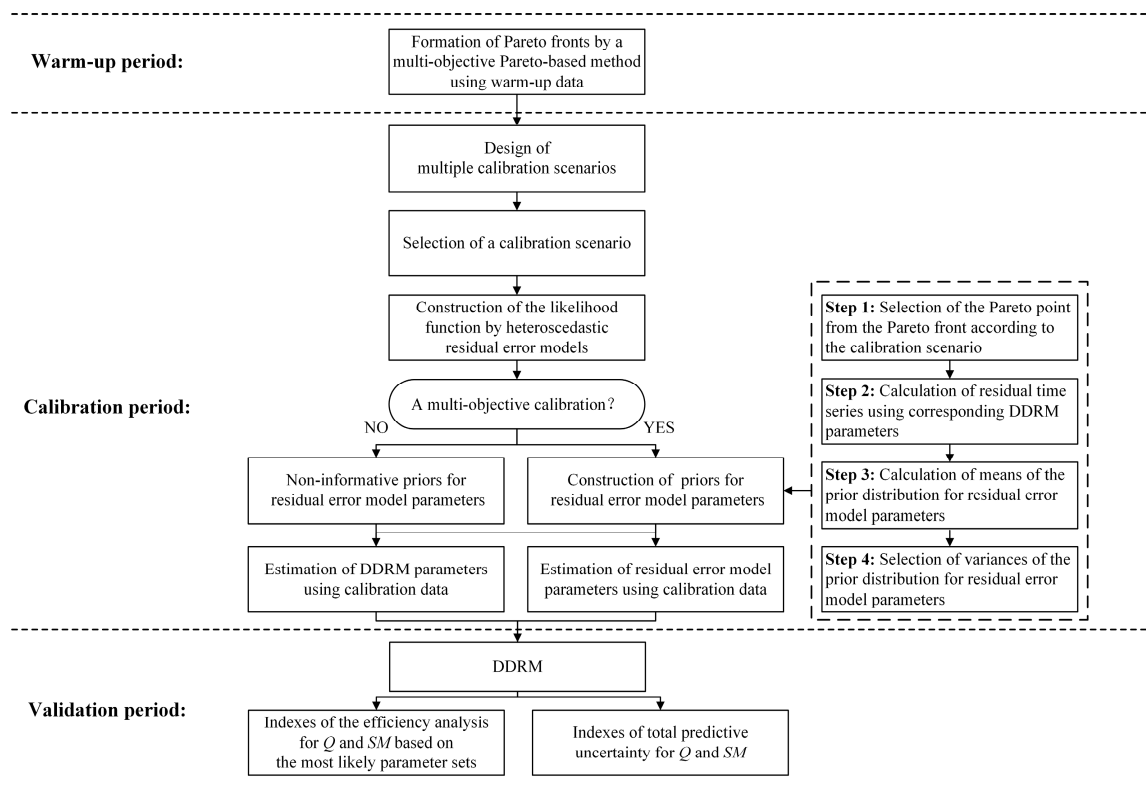 Warm-up period:
Formation of Pareto fronts by a
multi-objective Pareto-based method
using warm-up data
Design of
multiple calibration scenarios
Selection of a calibration scenario
Construction of the likelihood
function by heteroscedastic
residual error models
Calibration period:
A multi-objective calibration?
NO
YES
Non-informative priors for
residual error model parameters
Construction of priors for
residual error model parameters
Estimation of DDRM parameters
using calibration data
Estimation of residual error model
parameters using calibration data
Step 1: Selection of the Pareto point
from the Pareto front according to
the calibration scenario
Step 2: Calculation of residual time
series using corresponding DDRM
parameters
Step 3: Calculation of means of the
prior distribution for residual error
model parameters
Step 4: Selection of variances of the
prior distribution for residual error
model parameters
Validation period:
DDRM
Indexes of the efficiency analysis
for Q and SM based on
the most likely parameter sets
Indexes of total predictive
uncertainty for Q and SM